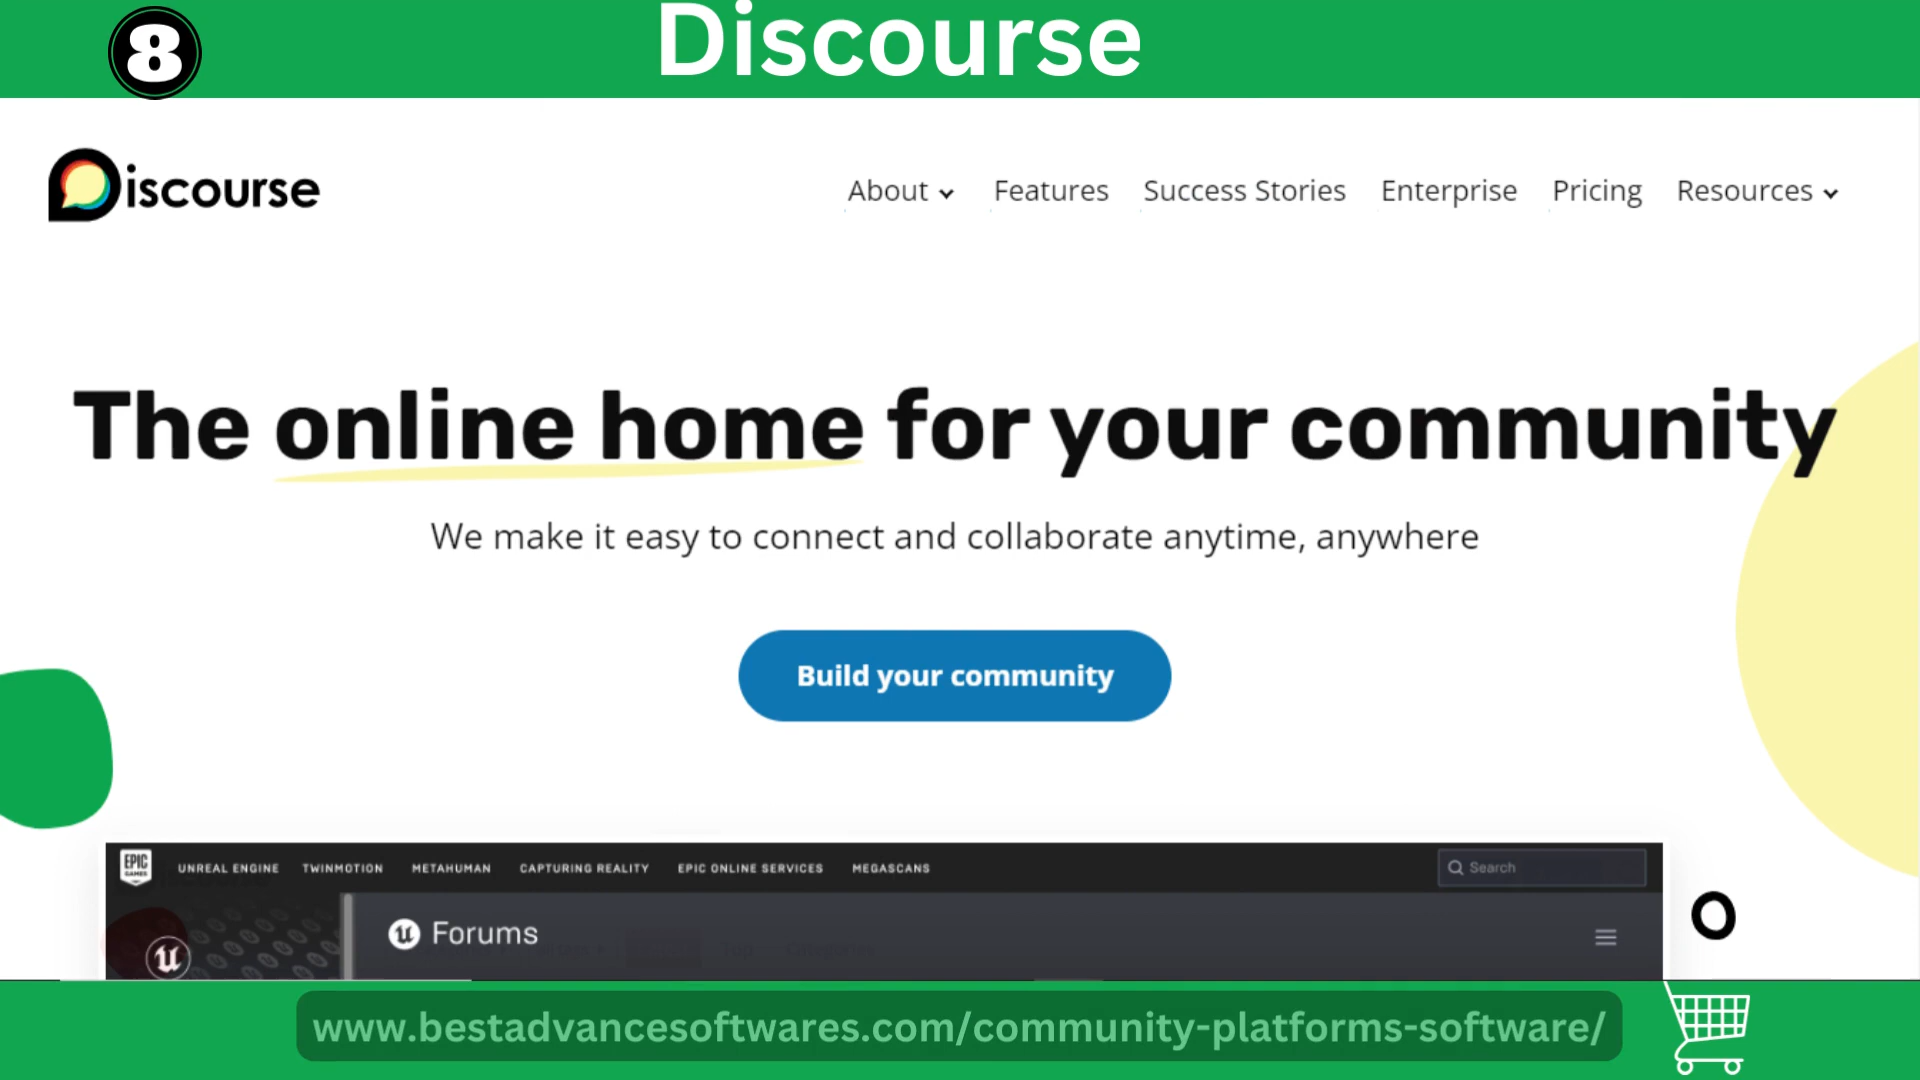 8
Discourse
Discourse
About Features Success Stories Enterprise Pricing Resources
The online home for your community
We make it easy to connect and collaborate anytime, anywhere
Build your community
EPIC GAMES UNREAL ENGINE TWINMOTION METAHUMAN CAPTURING REALITY EPIC ONLINE SERVICES MEGASCANS Search
Forums
www.bestadvancesoftwares.com/community-platforms-software/